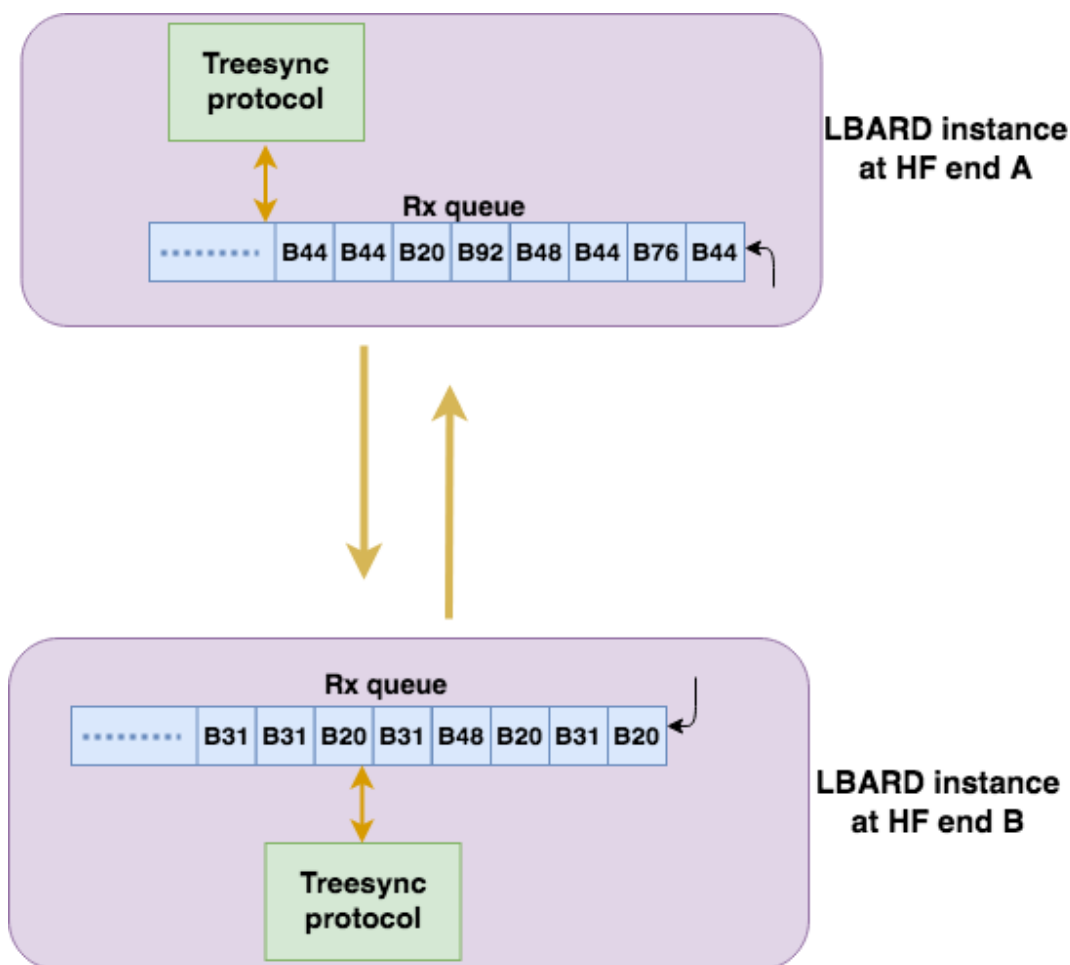 Treesync
protocol
LBARD instance
at HF end A
Rx queue
B44 B44 B20 B92 B48 B44 B76 B44
Rx queue
B31 B31 B20 B31 B48 B20 B31 B20
LBARD instance
at HF end B
Treesync
protocol